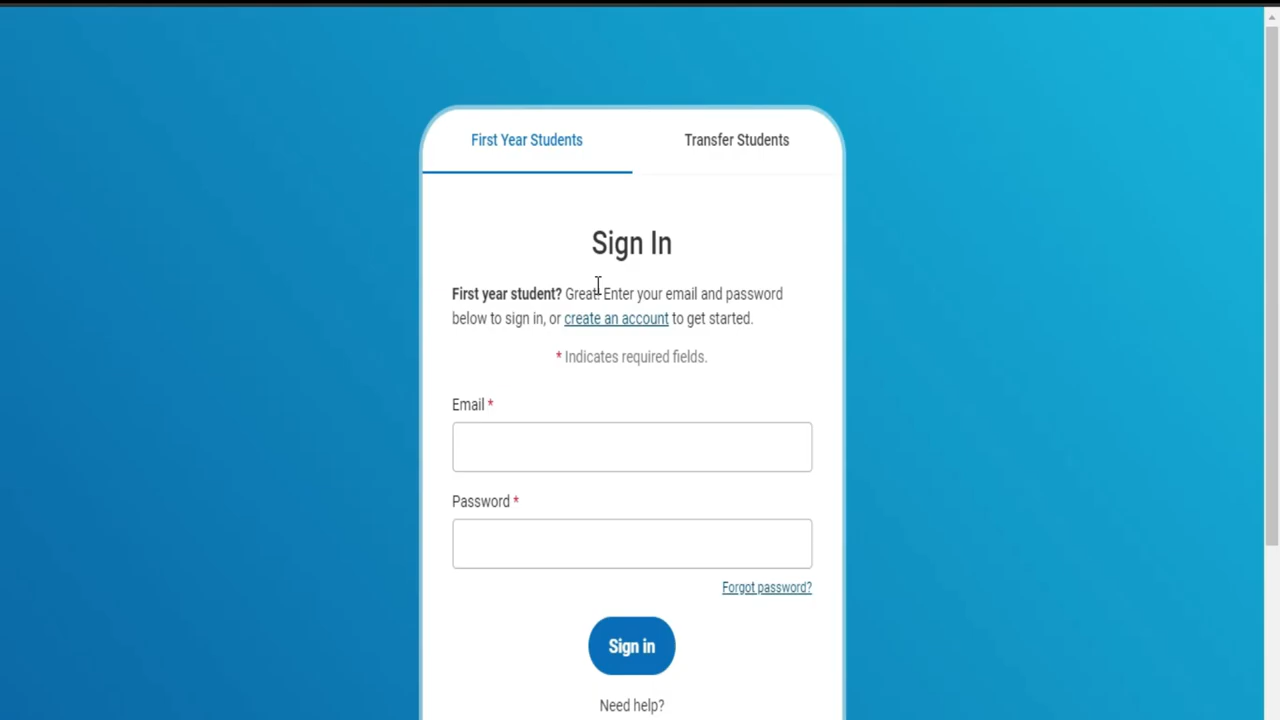 First Year Students
Transfer Students
Sign In
First year student? Great! Enter your email and password
below to sign in, or create an account to get started.
* Indicates required fields.
Email *
Password *
Forgot password?
Sign in
Need help?